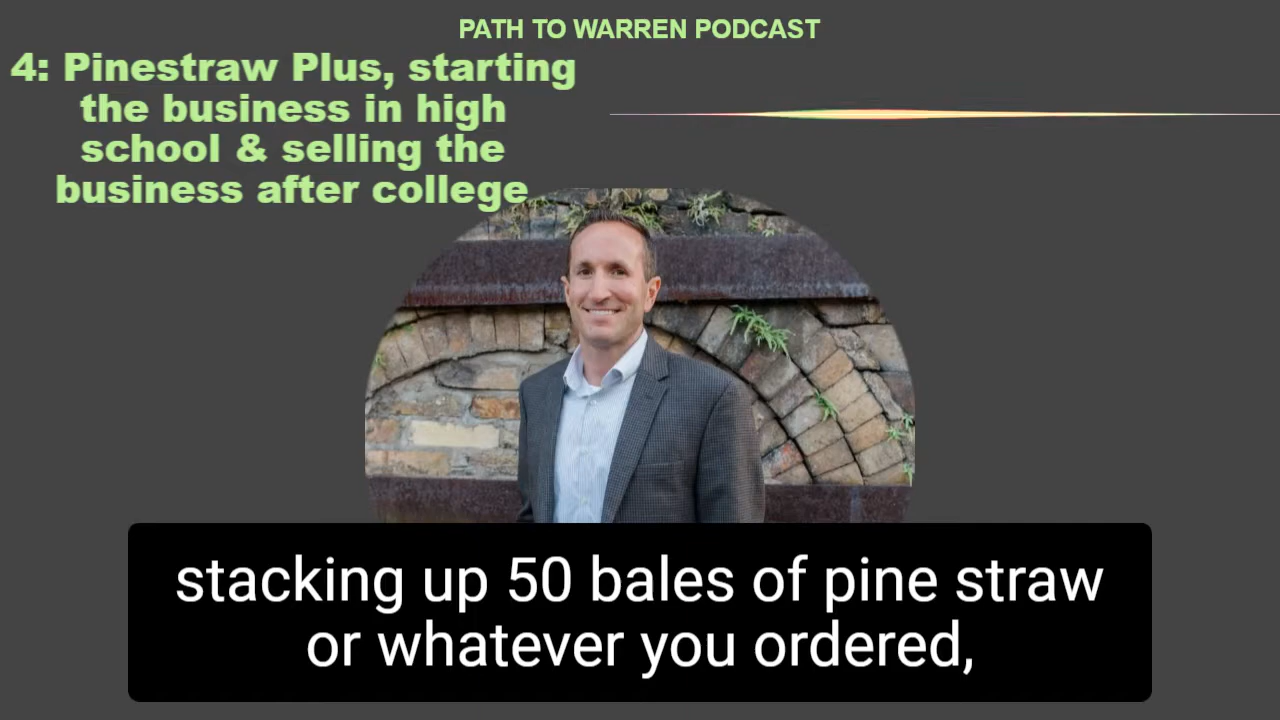 PATH TO WARREN PODCAST
4: Pinestraw Plus, starting
the business in high
school & selling the
business after college
stacking up 50 bales of pine straw
or whatever you ordered,